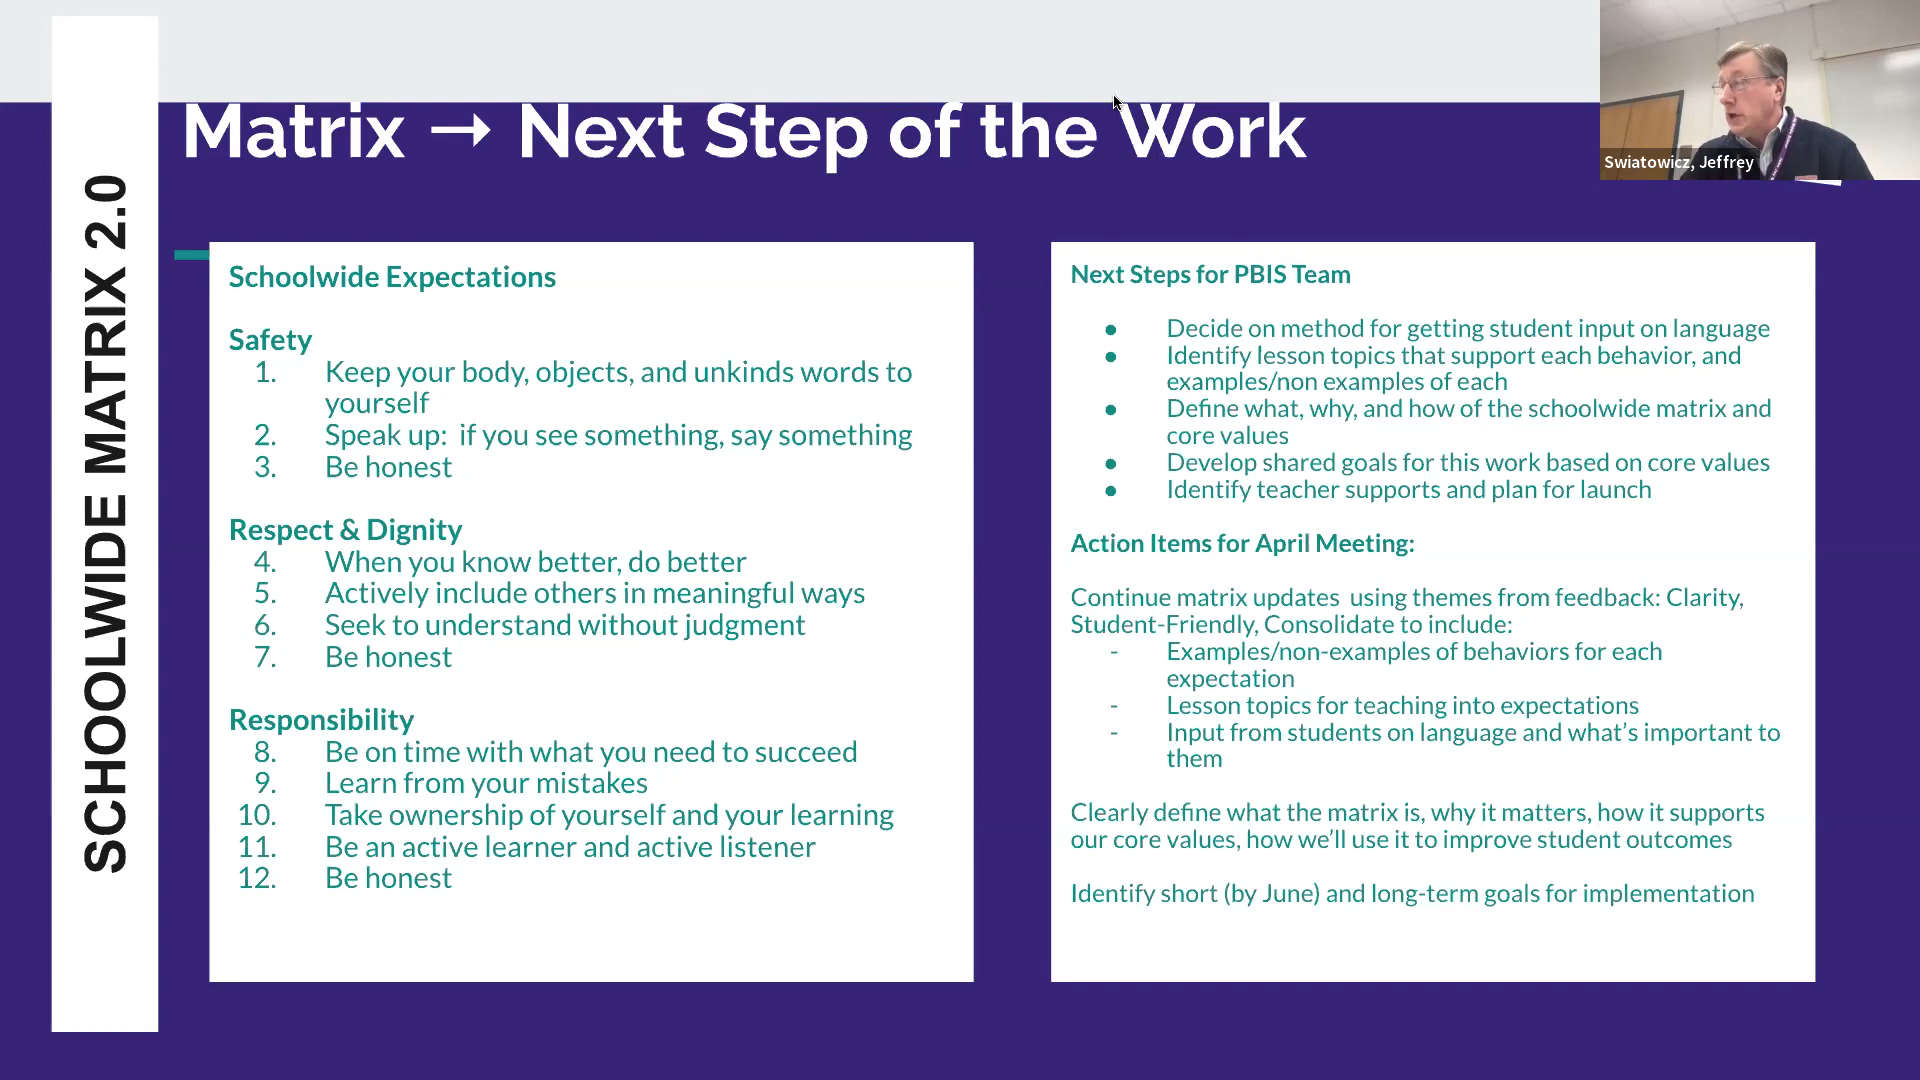 SCHOOLWIDE MATRIX 2.0
Matrix → Next Step of the Work
Swiatowicz, Jeffrey
Schoolwide Expectations
Safety
1. Keep your body, objects, and unkinds words to
yourself
2. Speak up:  if you see something, say something
3. Be honest
Respect & Dignity
4. When you know better, do better
5. Actively include others in meaningful ways
6. Seek to understand without judgment
7. Be honest
Responsibility
8. Be on time with what you need to succeed
9. Learn from your mistakes
10. Take ownership of yourself and your learning
11. Be an active learner and active listener
12. Be honest
Next Steps for PBIS Team
● Decide on method for getting student input on language
● Identify lesson topics that support each behavior, and
examples/non examples of each
● Define what, why, and how of the schoolwide matrix and
core values
● Develop shared goals for this work based on core values
● Identify teacher supports and plan for launch
Action Items for April Meeting:
Continue matrix updates  using themes from feedback: Clarity,
Student-Friendly, Consolidate to include:
- Examples/non-examples of behaviors for each
expectation
- Lesson topics for teaching into expectations
- Input from students on language and what's important to
them
Clearly define what the matrix is, why it matters, how it supports
our core values, how we'll use it to improve student outcomes
Identify short (by June) and long-term goals for implementation